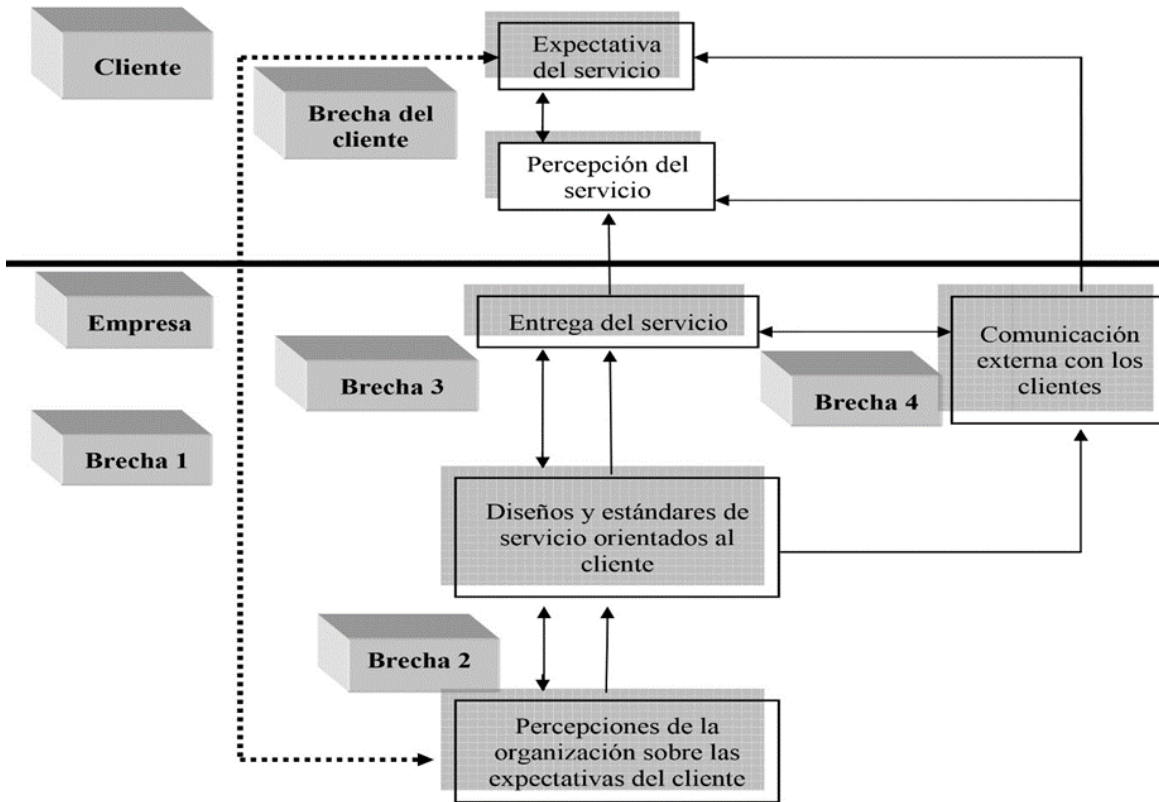 Cliente
Expectativa
del servicio
Brecha del
cliente
Percepción del
servicio
Empresa
Entrega del servicio
Comunicación
externa con los
clientes
Brecha 3
Brecha 4
Brecha 1
Diseños y estándares de
servicio orientados al
cliente
Brecha 2
Percepciones de la
organización sobre las
expectativas del cliente